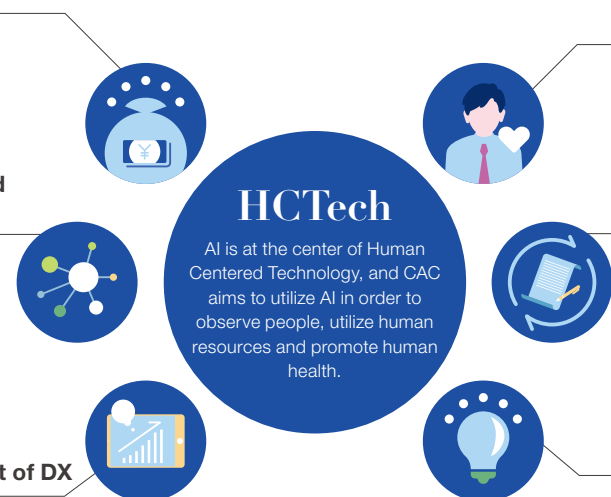 d
HCTech
AI is at the center of Human
Centered Technology, and CAC
aims to utilize AI in order to
observe people, utilize human
resources and promote human
health.
t of DX
¥